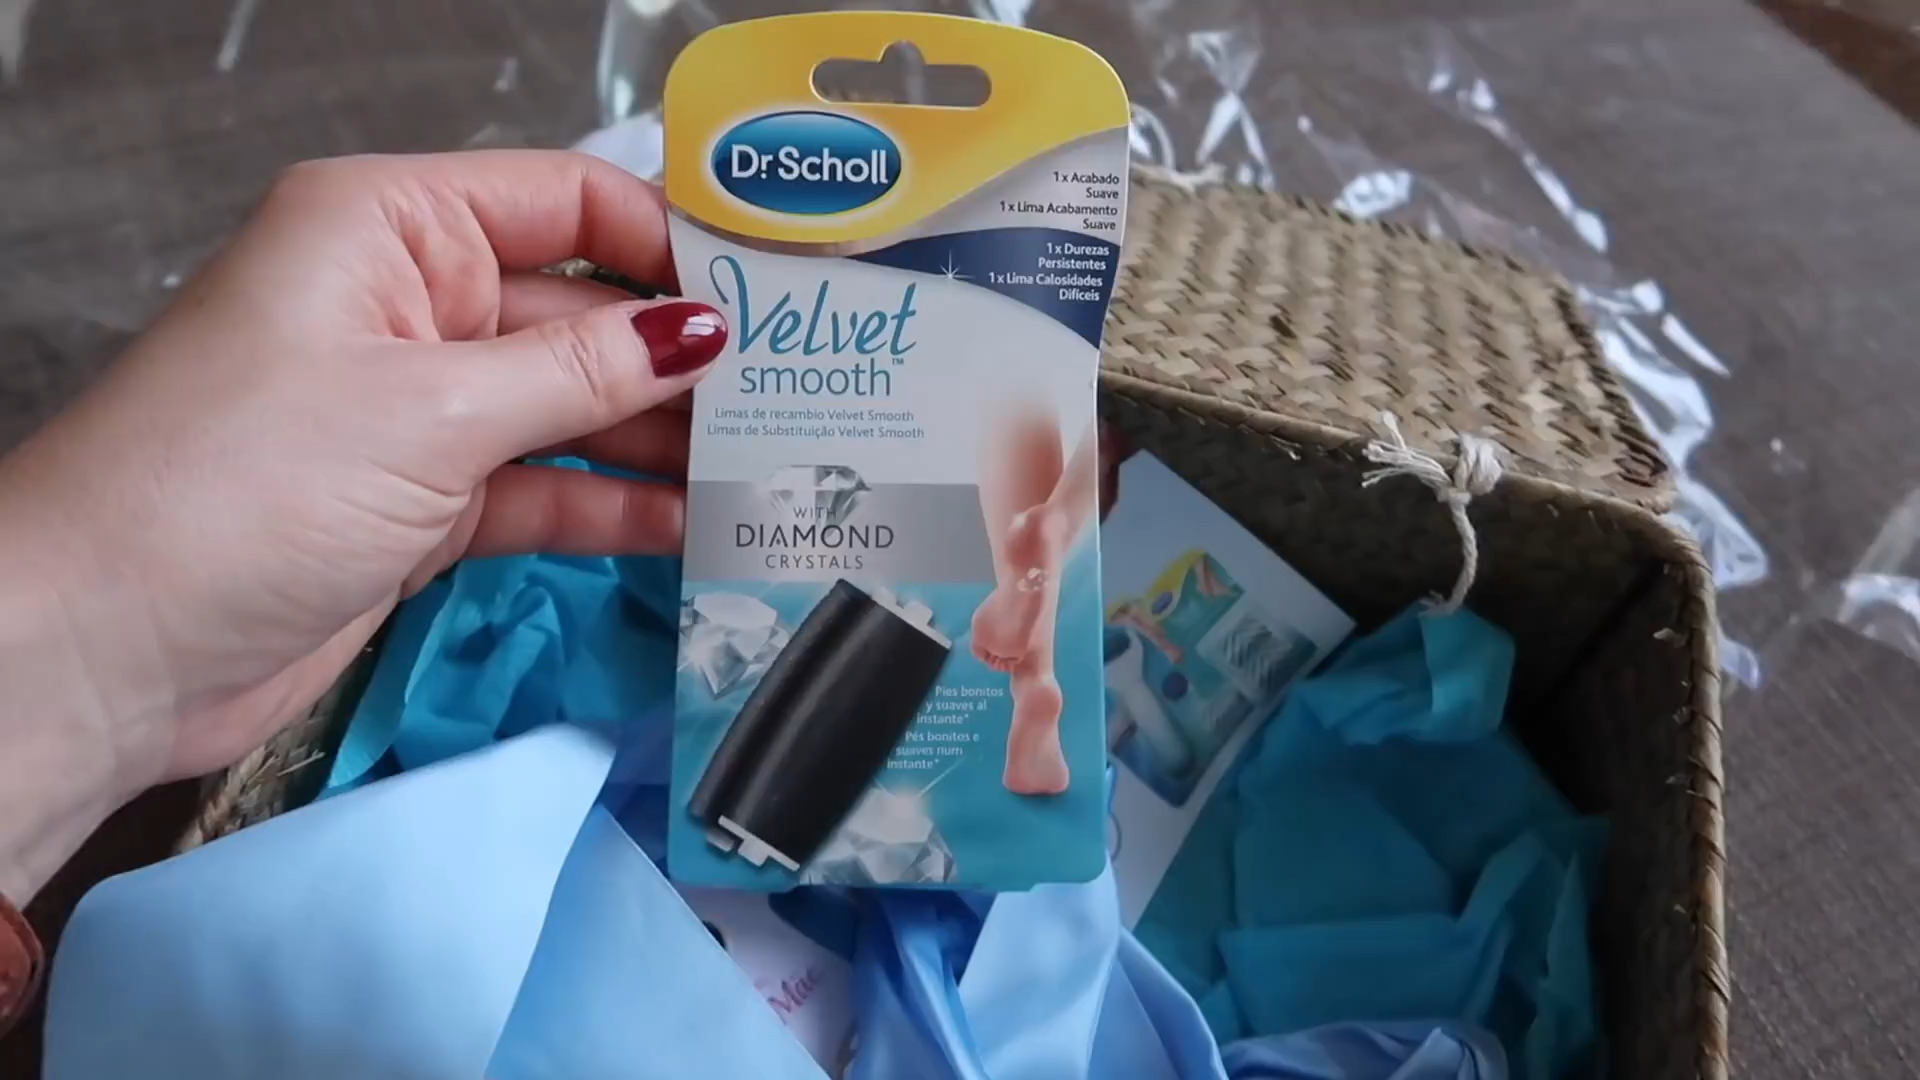 Dr. Scholl
1 x Acabado
Suave
1 x Lima Acabamento
Suave
1 x Durezas
Persistentes
1 x Lima Calosidades
Difíceis
Velvet
smooth™
Limas de recambio Velvet Smooth
Limas de Substituição Velvet Smooth
WITH
DIAMOND
CRYSTALS
Pies bonitos
y suaves al
instante*
Pés bonitos e
suaves num
instante*
Mãe